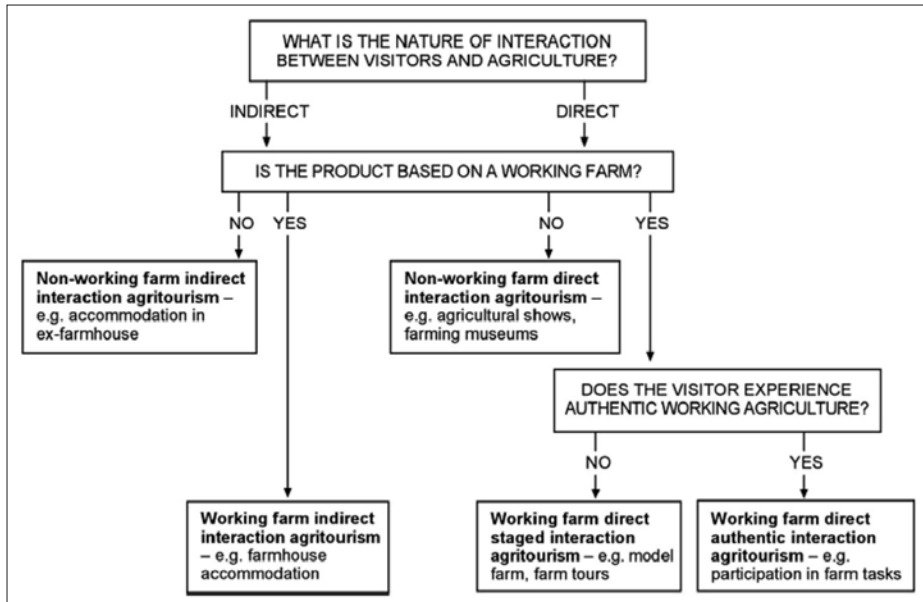 WHAT IS THE NATURE OF INTERACTION
BETWEEN VISITORS AND AGRICULTURE?
INDIRECT
DIRECT
IS THE PRODUCT BASED ON A WORKING FARM?
NO
YES
NO
YES
Non-working farm indirect
interaction agritourism –
e.g. accommodation in
ex-farmhouse
Non-working farm direct
interaction agritourism –
e.g. agricultural shows,
farming museums
DOES THE VISITOR EXPERIENCE
AUTHENTIC WORKING AGRICULTURE?
NO
YES
Working farm indirect
interaction agritourism
– e.g. farmhouse
accommodation
Working farm direct
staged interaction
agritourism – e.g. model
farm, farm tours
Working farm direct
authentic interaction
agritourism – e.g.
participation in farm tasks